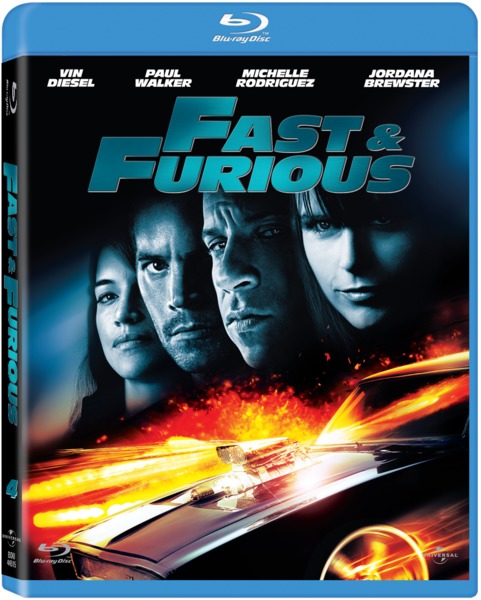 Blu-ray Disc
VIN DIESEL
PAUL WALKER
MICHELLE RODRIGUEZ
JORDANA BREWSTER
FAST &
FURIOUS
FAST & FURIOUS
4
Blu-ray Disc
UNIVERSAL